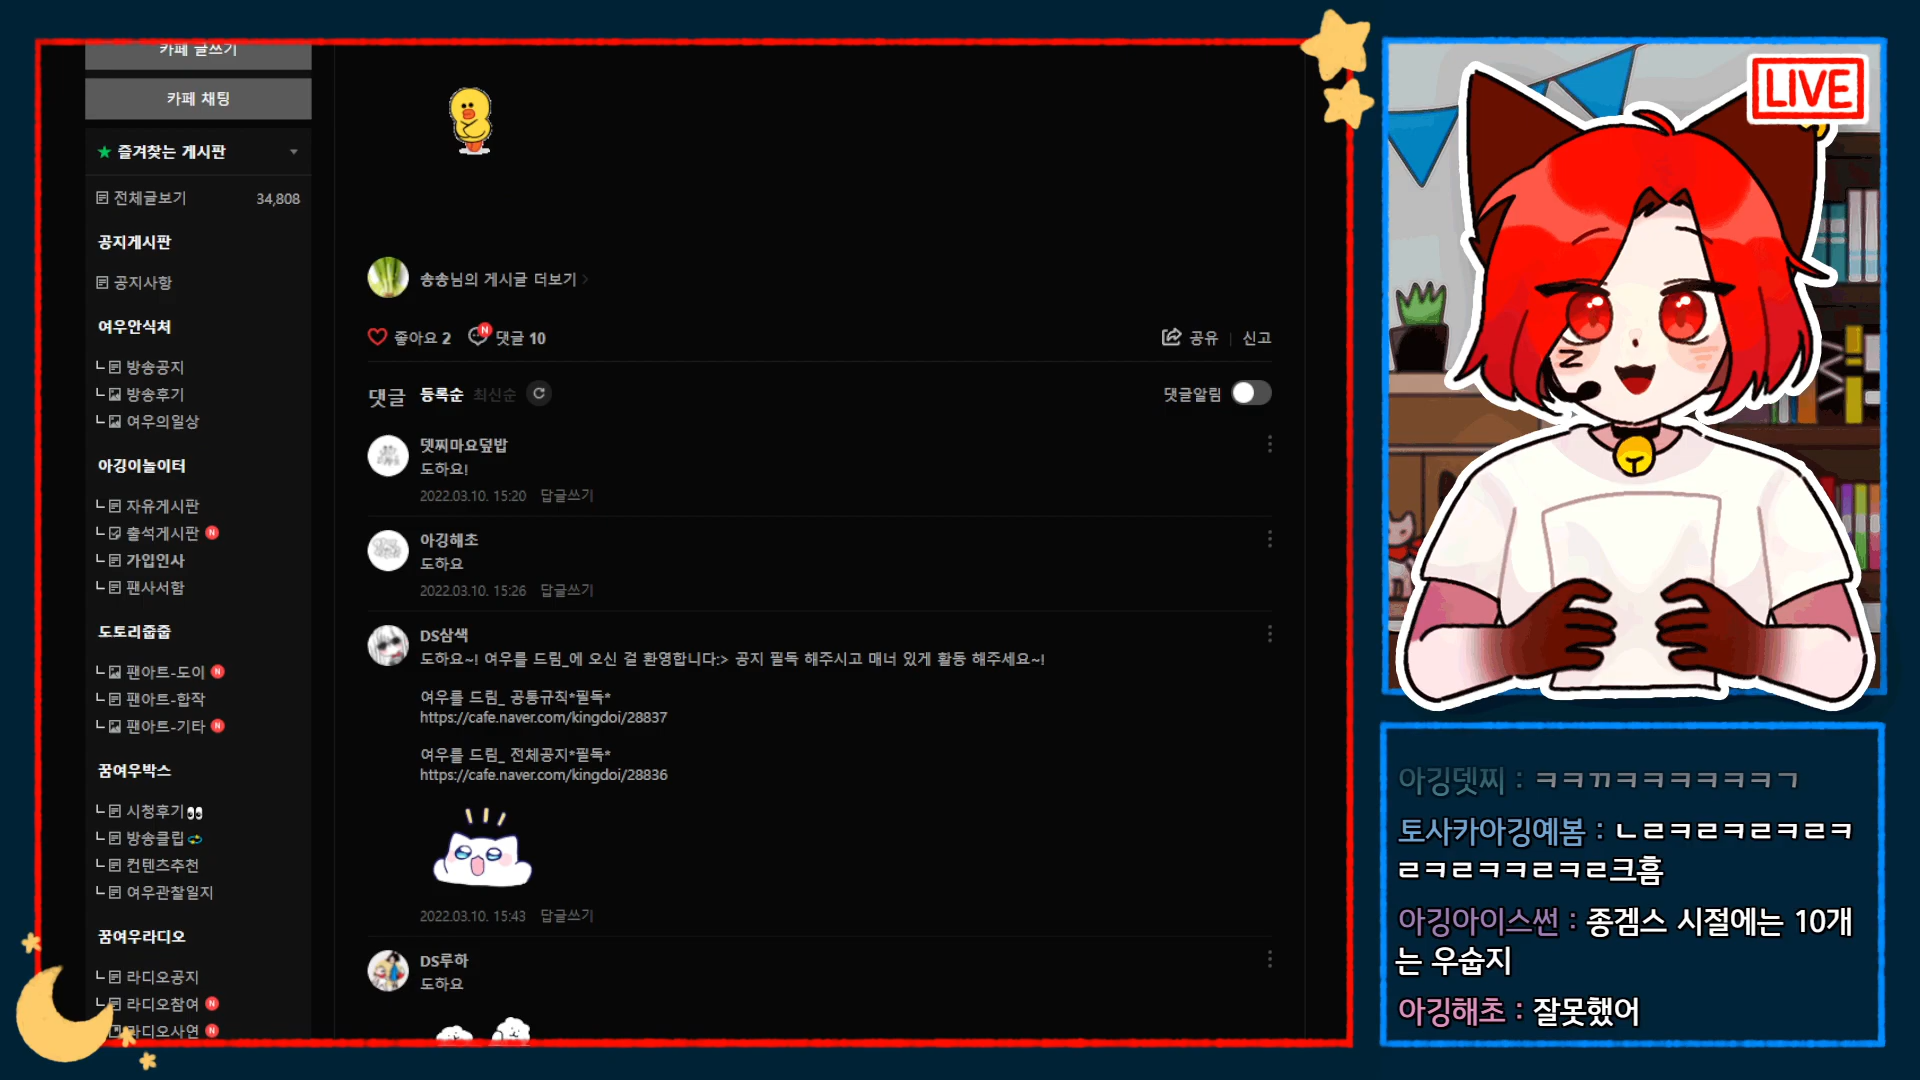 카페 글쓰기
카페 채팅
즐겨찾는 게시판
전체글보기 34,808
공지게시판
공지사항
여우안식처
방송공지
방송후기
여우의일상
아깅이놀이터
자유게시판
출석게시판 N
가입인사
팬사서함
도토리줍줍
팬아트-도이 N
팬아트-합작
팬아트-기타 N
꿈여우박스
시청후기
방송클립
컨텐츠추천
여우관찰일지
꿈여우라디오
라디오공지
라디오참여 N
라디오사연 N
송송님의 게시글 더보기
좋아요 2 N 댓글 10
공유 신고
댓글 등록순 최신순
댓글알림
뎃찌마요덮밥
도하요!
2022.03.10. 15:20 답글쓰기
아깅해초
도하요
2022.03.10. 15:26 답글쓰기
DS삼색
도하요~! 여우를 드림_에 오신 걸 환영합니다:> 공지 필독 해주시고 매너 있게 활동 해주세요~!
여우를 드림_ 공통규칙*필독*
https://cafe.naver.com/kingdoi/28837
여우를 드림_ 전체공지*필독*
https://cafe.naver.com/kingdoi/28836
2022.03.10. 15:43 답글쓰기
DS루하
도하요
LIVE
아깅뎃찌 : ㅋㅋㄲㅋㅋㅋㅋㅋㅋㄱ
토사카아깅예봄 : ㄴㄹㅋㄹㅋㄹㅋㄹㅋ
ㄹㅋㄹㅋㅋㄹㅋㄹ크흠
아깅아이스썬 : 종겜스 시절에는 10개
는 우숩지
아깅해초 : 잘못했어